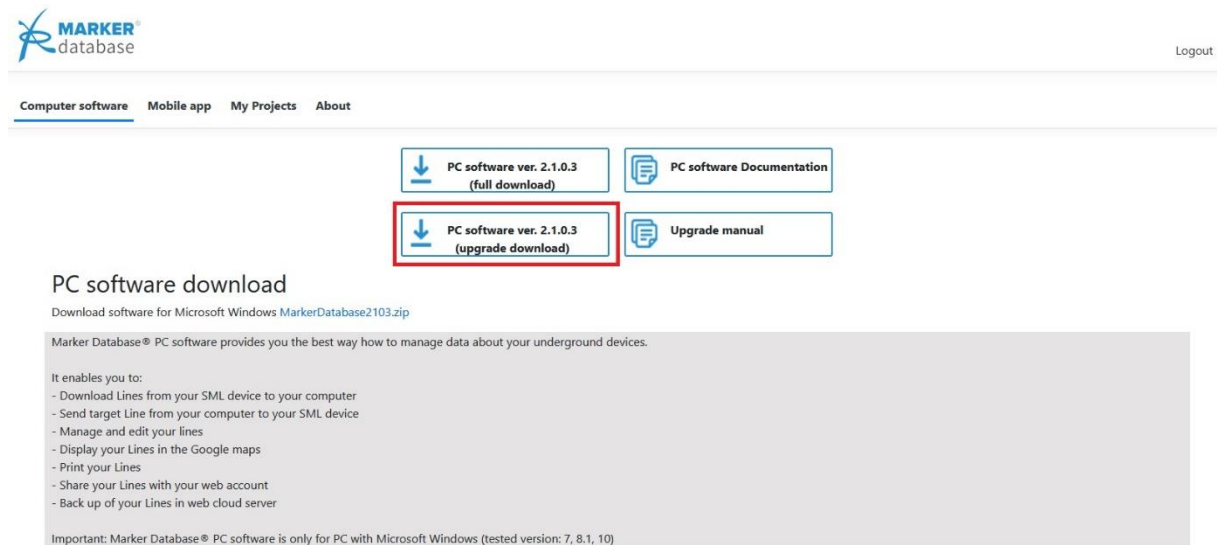 MARKER®
database
Logout
Computer software Mobile app My Projects About
PC software ver. 2.1.0.3
(full download)
PC software Documentation
PC software ver. 2.1.0.3
(upgrade download)
Upgrade manual
PC software download
Download software for Microsoft Windows MarkerDatabase2103.zip
Marker Database® PC software provides you the best way how to manage data about your underground devices.
It enables you to:
- Download Lines from your SML device to your computer
- Send target Line from your computer to your SML device
- Manage and edit your lines
- Display your Lines in the Google maps
- Print your Lines
- Share your Lines with your web account
- Back up of your Lines in web cloud server
Important: Marker Database® PC software is only for PC with Microsoft Windows (tested version: 7, 8.1, 10)